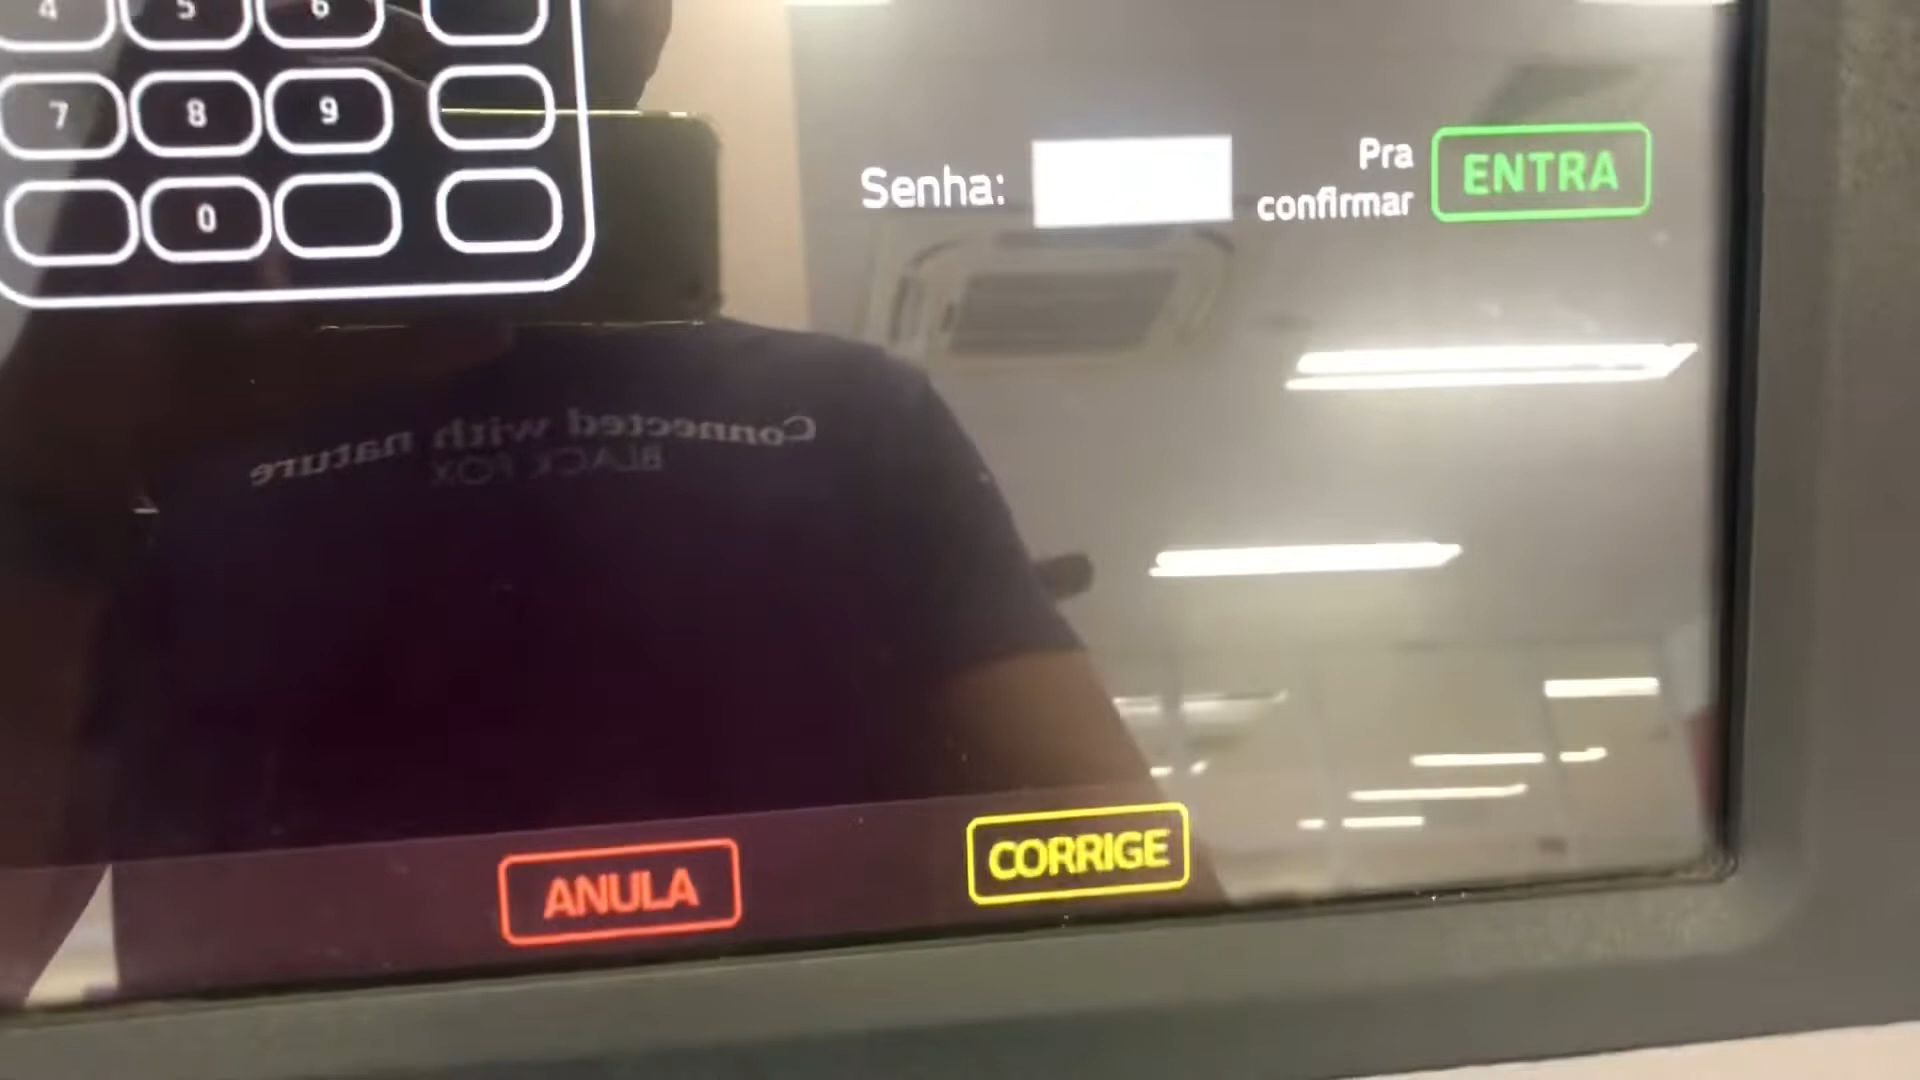 4 5 6
7 8 9
0
Senha:
Pra
confirmar
ENTRA
Connected with nature
BLACK FOX
ANULA
CORRIGE